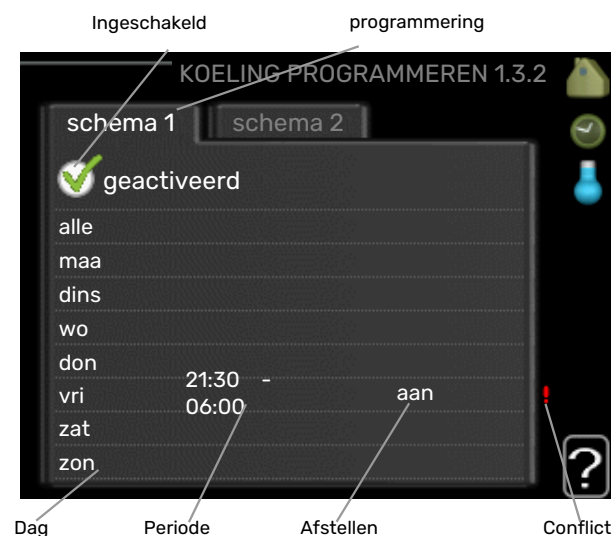 Ingeschakeld programmering
KOELING PROGRAMMEREN 1.3.2
schema 1 schema 2
geactiveerd
alle
maa
dins
wo
don
vri 21:30 - 06:00 aan !
zat
zon
?
Dag Periode Afstellen Conflict